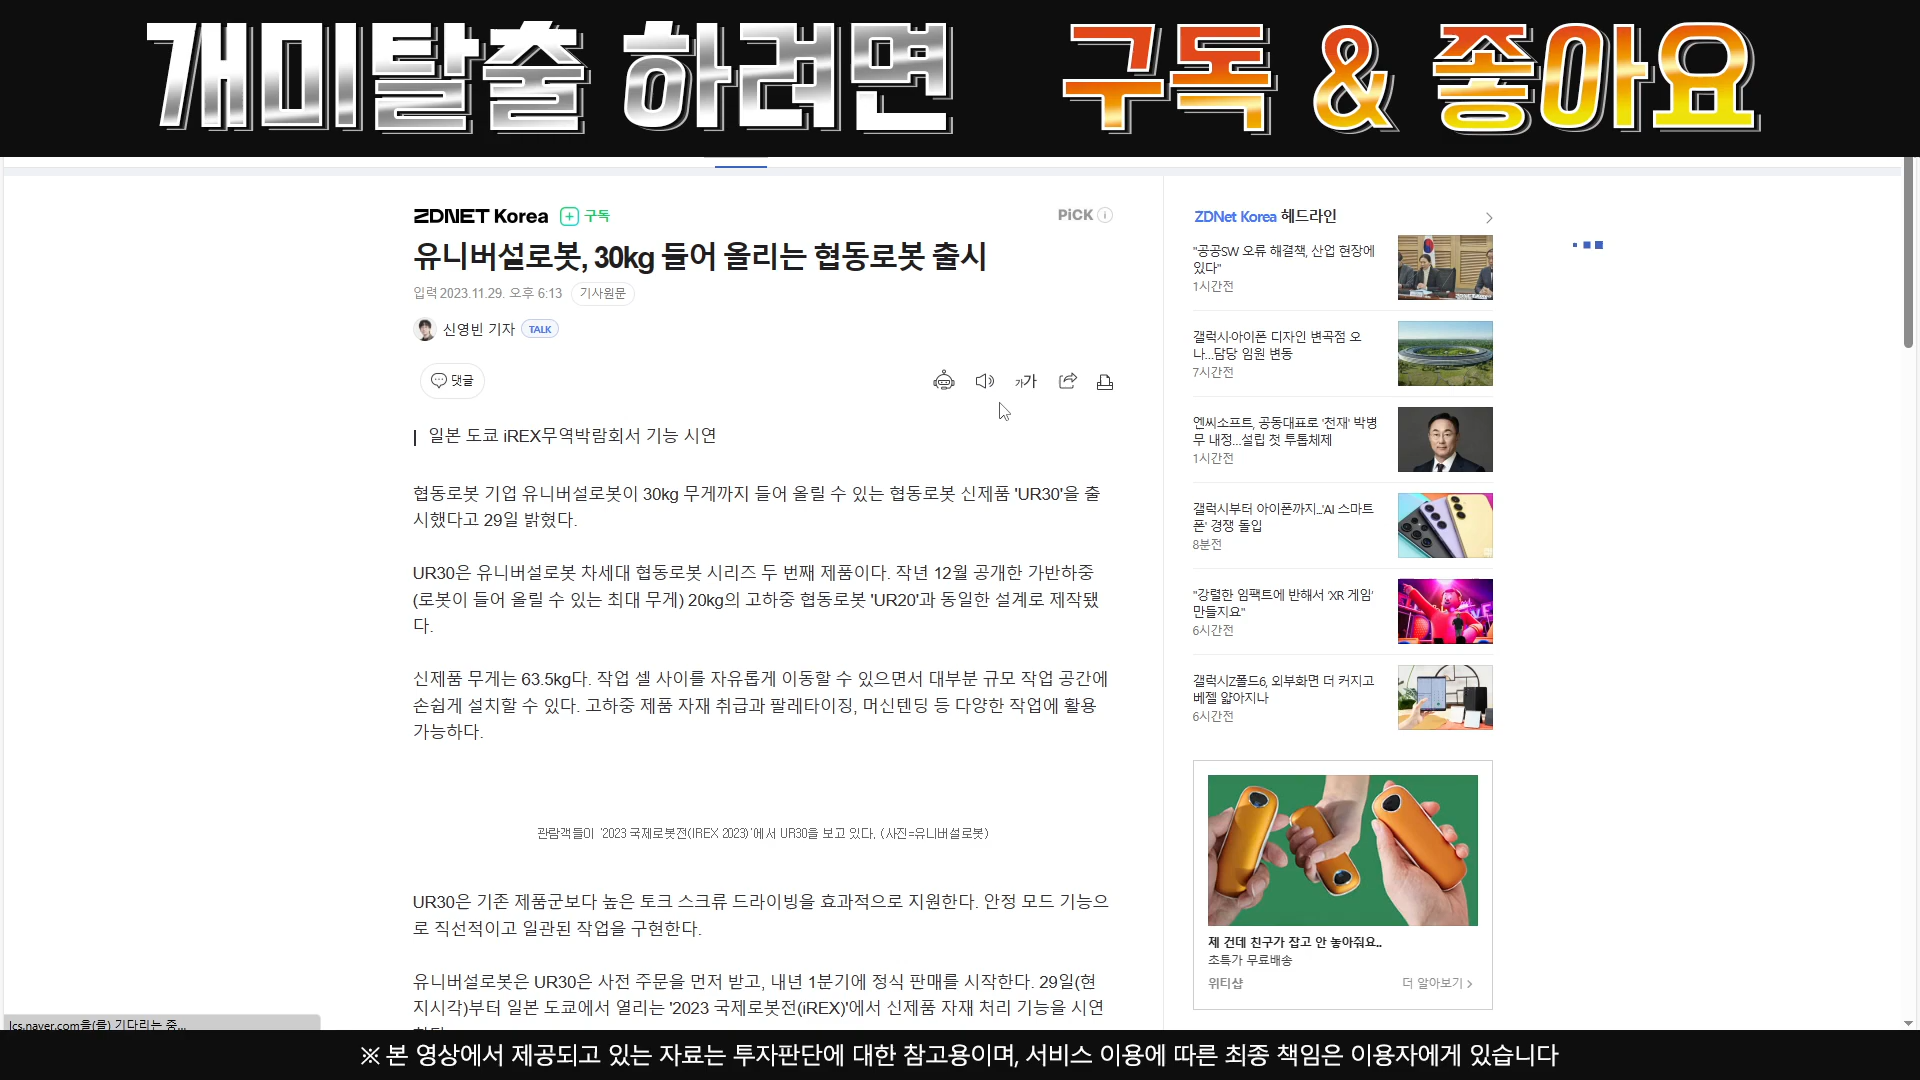 개미탈출 하려면 구독 & 좋아요
ZDNET Korea 구독
PiCK
유니버설로봇, 30kg 들어 올리는 협동로봇 출시
입력 2023.11.29. 오후 6:13 기사원문
신영빈 기자 TALK
댓글
가가
일본 도쿄 iREX무역박람회서 기능 시연
협동로봇 기업 유니버설로봇이 30kg 무게까지 들어 올릴 수 있는 협동로봇 신제품 'UR30'을 출
시했다고 29일 밝혔다.
UR30은 유니버설로봇 차세대 협동로봇 시리즈 두 번째 제품이다. 작년 12월 공개한 가반하중
(로봇이 들어 올릴 수 있는 최대 무게) 20kg의 고하중 협동로봇 'UR20'과 동일한 설계로 제작됐
다.
신제품 무게는 63.5kg다. 작업 셀 사이를 자유롭게 이동할 수 있으면서 대부분 규모 작업 공간에
손쉽게 설치할 수 있다. 고하중 제품 자재 취급과 팔레타이징, 머신텐딩 등 다양한 작업에 활용
가능하다.
관람객들이 '2023 국제로봇전(IREX 2023)'에서 UR30을 보고 있다. (사진=유니버설로봇)
UR30은 기존 제품군보다 높은 토크 스크류 드라이빙을 효과적으로 지원한다. 안정 모드 기능으
로 직선적이고 일관된 작업을 구현한다.
유니버설로봇은 UR30은 사전 주문을 먼저 받고, 내년 1분기에 정식 판매를 시작한다. 29일(현
지시각)부터 일본 도쿄에서 열리는 '2023 국제로봇전(iREX)'에서 신제품 자재 처리 기능을 시연
ZDNet Korea 헤드라인
"공공SW 오류 해결책, 산업 현장에
있다"
1시간전
갤럭시·아이폰 디자인 변곡점 오
나…담당 임원 변동
7시간전
엔씨소프트, 공동대표로 '천재' 박병
무 내정…설립 첫 투톱체제
1시간전
갤럭시부터 아이폰까지…'AI 스마트
폰' 경쟁 돌입
8분전
"강렬한 임팩트에 반해서 'XR 게임'
만들지요"
6시간전
갤럭시Z폴드6, 외부화면 더 커지고
베젤 얇아지나
6시간전
제 건데 친구가 잡고 안 놓아줘요..
초특가 무료배송
위티샵 더 알아보기
lcs.naver.com을(를) 기다리는 중...
※ 본 영상에서 제공되고 있는 자료는 투자판단에 대한 참고용이며, 서비스 이용에 따른 최종 책임은 이용자에게 있습니다